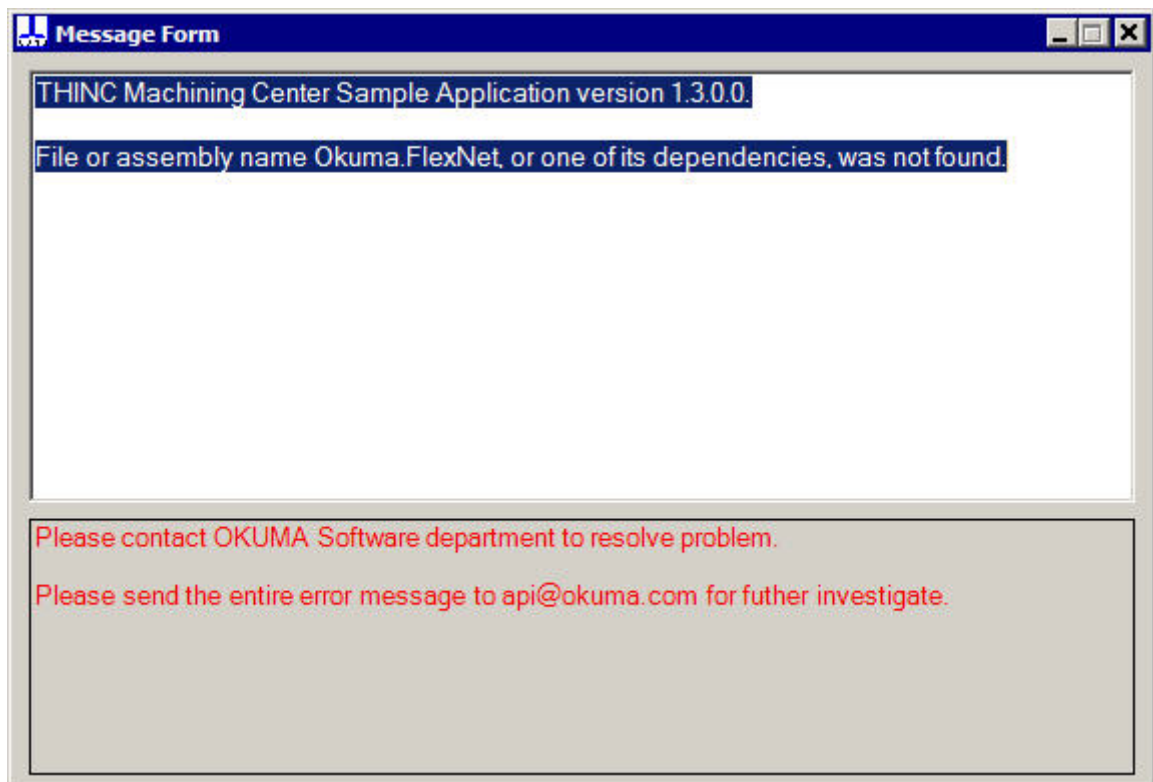 Message Form
THINC Machining Center Sample Application version 1.3.0.0.
File or assembly name Okuma.FlexNet, or one of its dependencies, was not found.
Please contact OKUMA Software department to resolve problem.
Please send the entire error message to api@okuma.com for futher investigate.